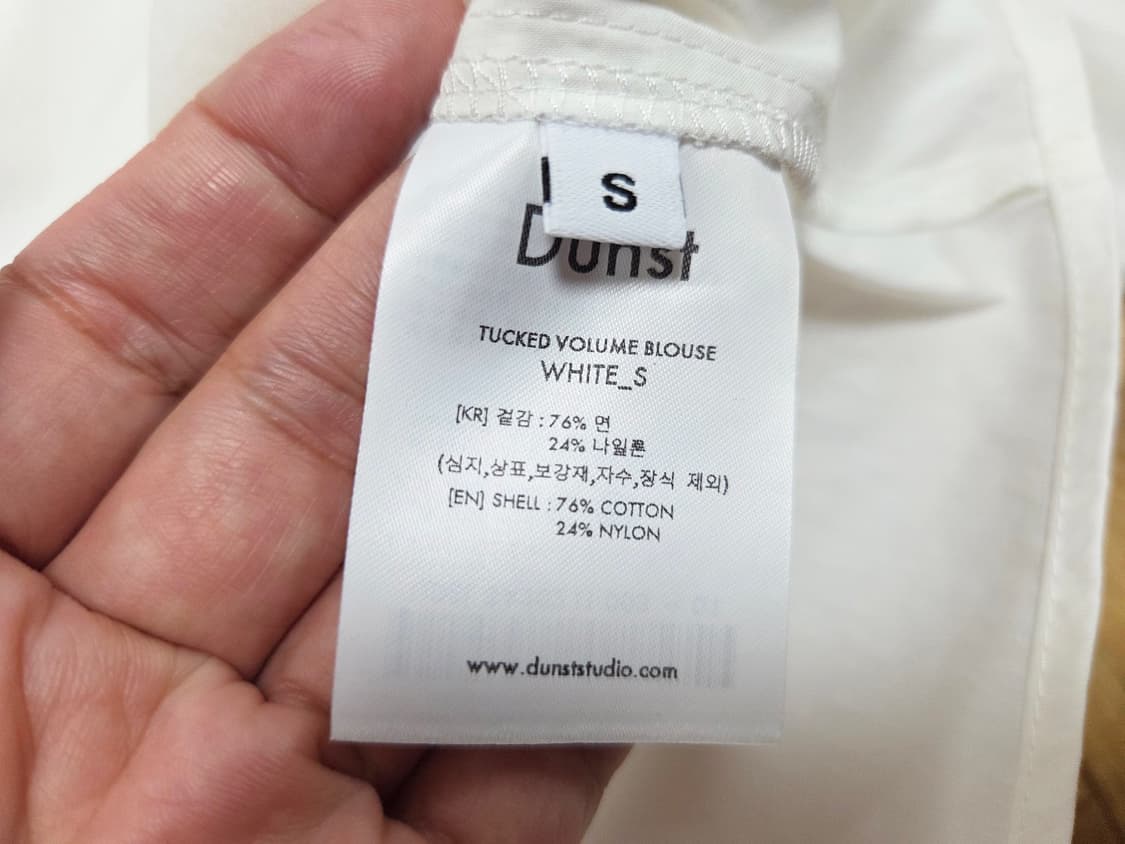 S
Dunst
TUCKED VOLUME BLOUSE
WHITE_S
[KR] 겉감 : 76% 면
24% 나일론
(심지,상표,보강재,자수,장식 제외)
[EN] SHELL : 76% COTTON
24% NYLON
www.dunststudio.com